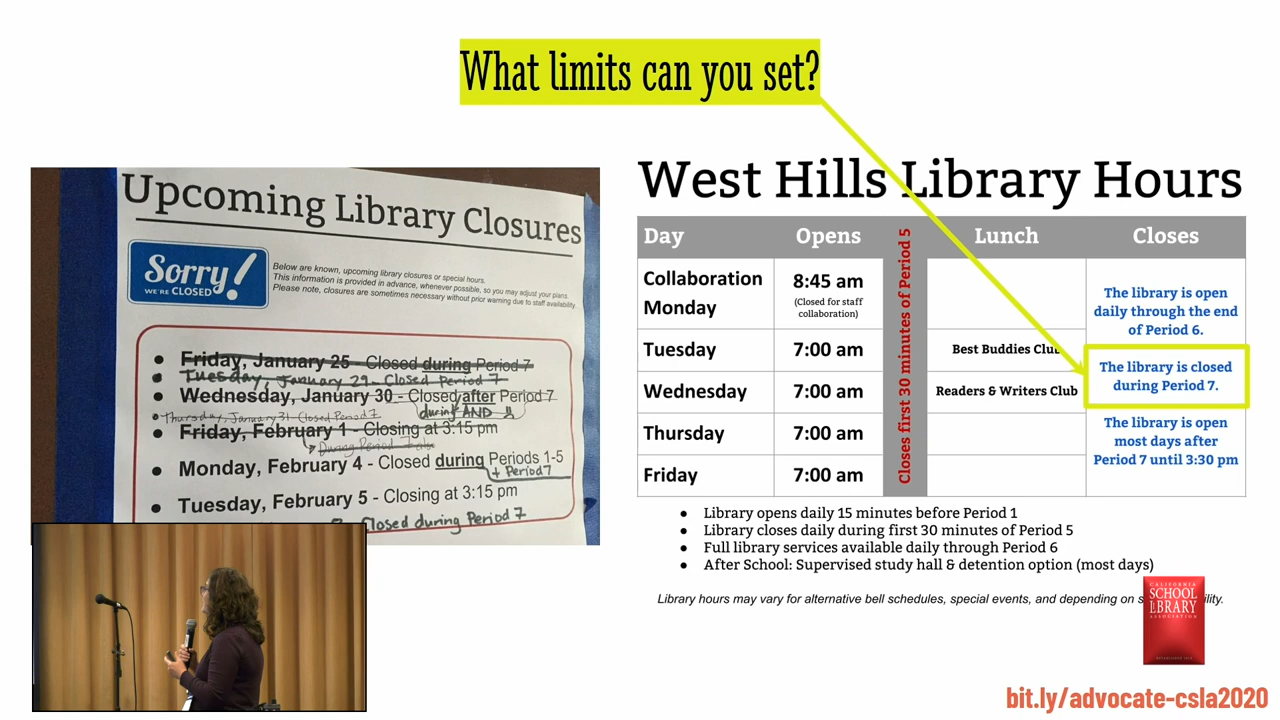 What limits can you set?
Upcoming Library Closures
Sorry!
WE'RE CLOSED
Below are known, upcoming library closures or special hours.
This information is provided in advance, whenever possible, so you may adjust your plans.
Please note, closures are sometimes necessary without prior warning due to staff availability.
• Friday, January 25 - Closed during Period 7
• Tuesday, January 29 - Closed Period 7
• Wednesday, January 30 - Closed after Period 7
during AND
• Thursday, January 31 Closed Period 7
• Friday, February 1 - Closing at 3:15 pm
During Period 7 also
• Monday, February 4 - Closed during Periods 1-5
+ Period 7
• Tuesday, February 5 - Closing at 3:15 pm
Closed during Period 7
West Hills Library Hours
Day Opens Lunch Closes
Closes first 30 minutes of Period 5
Collaboration Monday 8:45 am
(Closed for staff collaboration)
Tuesday 7:00 am Best Buddies
Wednesday 7:00 am Readers & Writers Club
Thursday 7:00 am
Friday 7:00 am
The library is open
daily through the end
of Period 6.
The library is closed
during Period 7.
The library is open
most days after
Period 7 until 3:30 pm
• Library opens daily 15 minutes before Period 1
• Library closes daily during first 30 minutes of Period 5
• Full library services available daily through Period 6
• After School: Supervised study hall & detention option (most days)
Library hours may vary for alternative bell schedules, special events, and depending on
CALIFORNIA
SCHOOL
LIBRARY
ASSOCIATION
bit.ly/advocate-csla2020